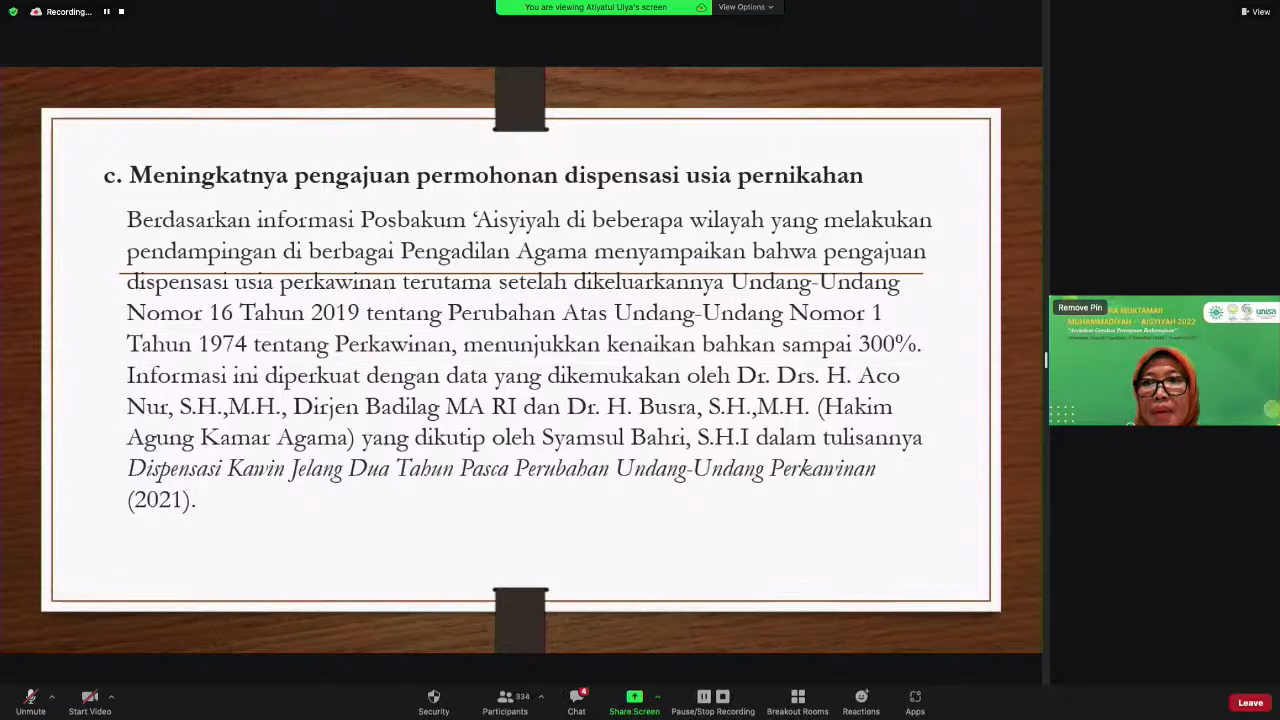 Recording...
You are viewing Atiyatul Ulya's screen
View Options
View
c. Meningkatnya pengajuan permohonan dispensasi usia pernikahan
Berdasarkan informasi Posbakum ‘Aisyiyah di beberapa wilayah yang melakukan
pendampingan di berbagai Pengadilan Agama menyampaikan bahwa pengajuan
dispensasi usia perkawinan terutama setelah dikeluarkannya Undang-Undang
Nomor 16 Tahun 2019 tentang Perubahan Atas Undang-Undang Nomor 1
Tahun 1974 tentang Perkawinan, menunjukkan kenaikan bahkan sampai 300%.
Informasi ini diperkuat dengan data yang dikemukakan oleh Dr. Drs. H. Aco
Nur, S.H.,M.H., Dirjen Badilag MA RI dan Dr. H. Busra, S.H.,M.H. (Hakim
Agung Kamar Agama) yang dikutip oleh Syamsul Bahri, S.H.I dalam tulisannya
Dispensasi Kawin Jelang Dua Tahun Pasca Perubahan Undang-Undang Perkawinan
(2021).
Remove Pin
RA MUKTAMAR
MUHAMMADIYAH - AISYIYAH 2022
unisa
Unmute
Start Video
Security
334
Participants
4
Chat
Share Screen
Pause/Stop Recording
Breakout Rooms
Reactions
Apps
Leave